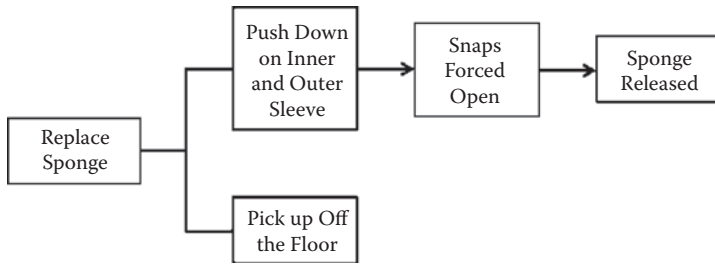 Replace
Sponge
Push Down
on Inner
and Outer
Sleeve
Snaps
Forced
Open
Sponge
Released
Pick up Off
the Floor